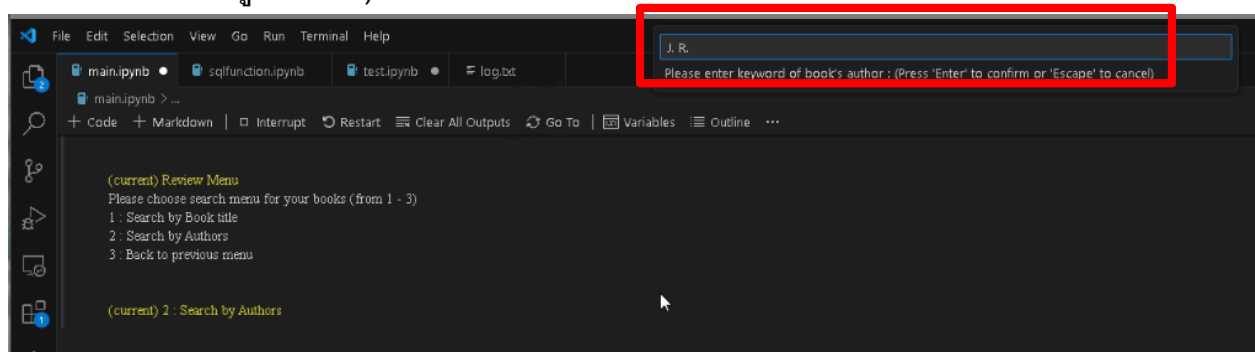 File Edit Selection View Go Run Terminal Help
J. R.
Please enter keyword of book's author : (Press 'Enter' to confirm or 'Escape' to cancel)
main.ipynb sqlfunction.ipynb test.ipynb log.txt
main.ipynb > ...
+ Code + Markdown | Interrupt Restart Clear All Outputs Go To | Variables Outline ...
(current) Review Menu
Please choose search menu for your books (from 1 - 3)
1 : Search by Book title
2 : Search by Authors
3 : Back to previous menu
(current) 2 : Search by Authors
2
1